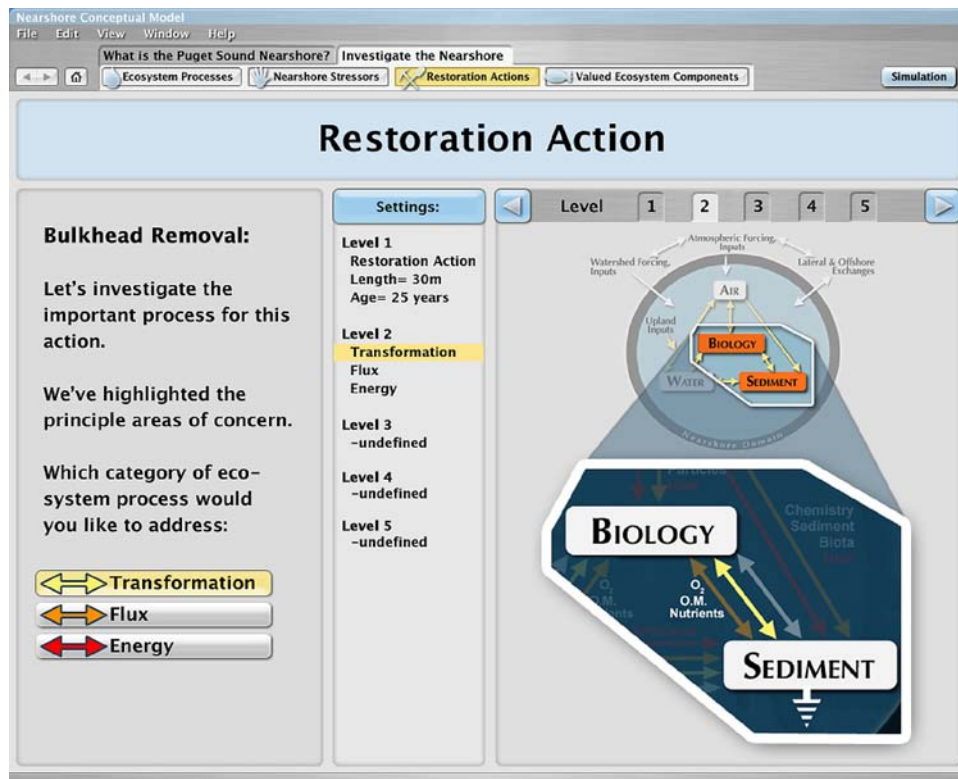 Nearshore Conceptual Model
File Edit View Window Help
What is the Puget Sound Nearshore? Investigate the Nearshore
Ecosystem Processes Nearshore Stressors Restoration Actions Valued Ecosystem Components Simulation
Restoration Action
Bulkhead Removal:
Let's investigate the
important process for this
action.
We've highlighted the
principle areas of concern.
Which category of eco-
system process would
you like to address:
Transformation
Flux
Energy
Settings:
Level 1
Restoration Action
Length= 30m
Age= 25 years
Level 2
Transformation
Flux
Energy
Level 3
-undefined
Level 4
-undefined
Level 5
-undefined
Level 1 2 3 4 5
Atmospheric Forcing,
Inputs
Watershed Forcing,
Inputs
Lateral & Offshore
Exchanges
AIR
Upland
Inputs
BIOLOGY
WATER
SEDIMENT
Nearshore Domain
Particles
Heat
Chemistry
Sediment
Biota
BIOLOGY
O2
O.M.
Nutrients
O2
O.M.
Nutrients
SEDIMENT